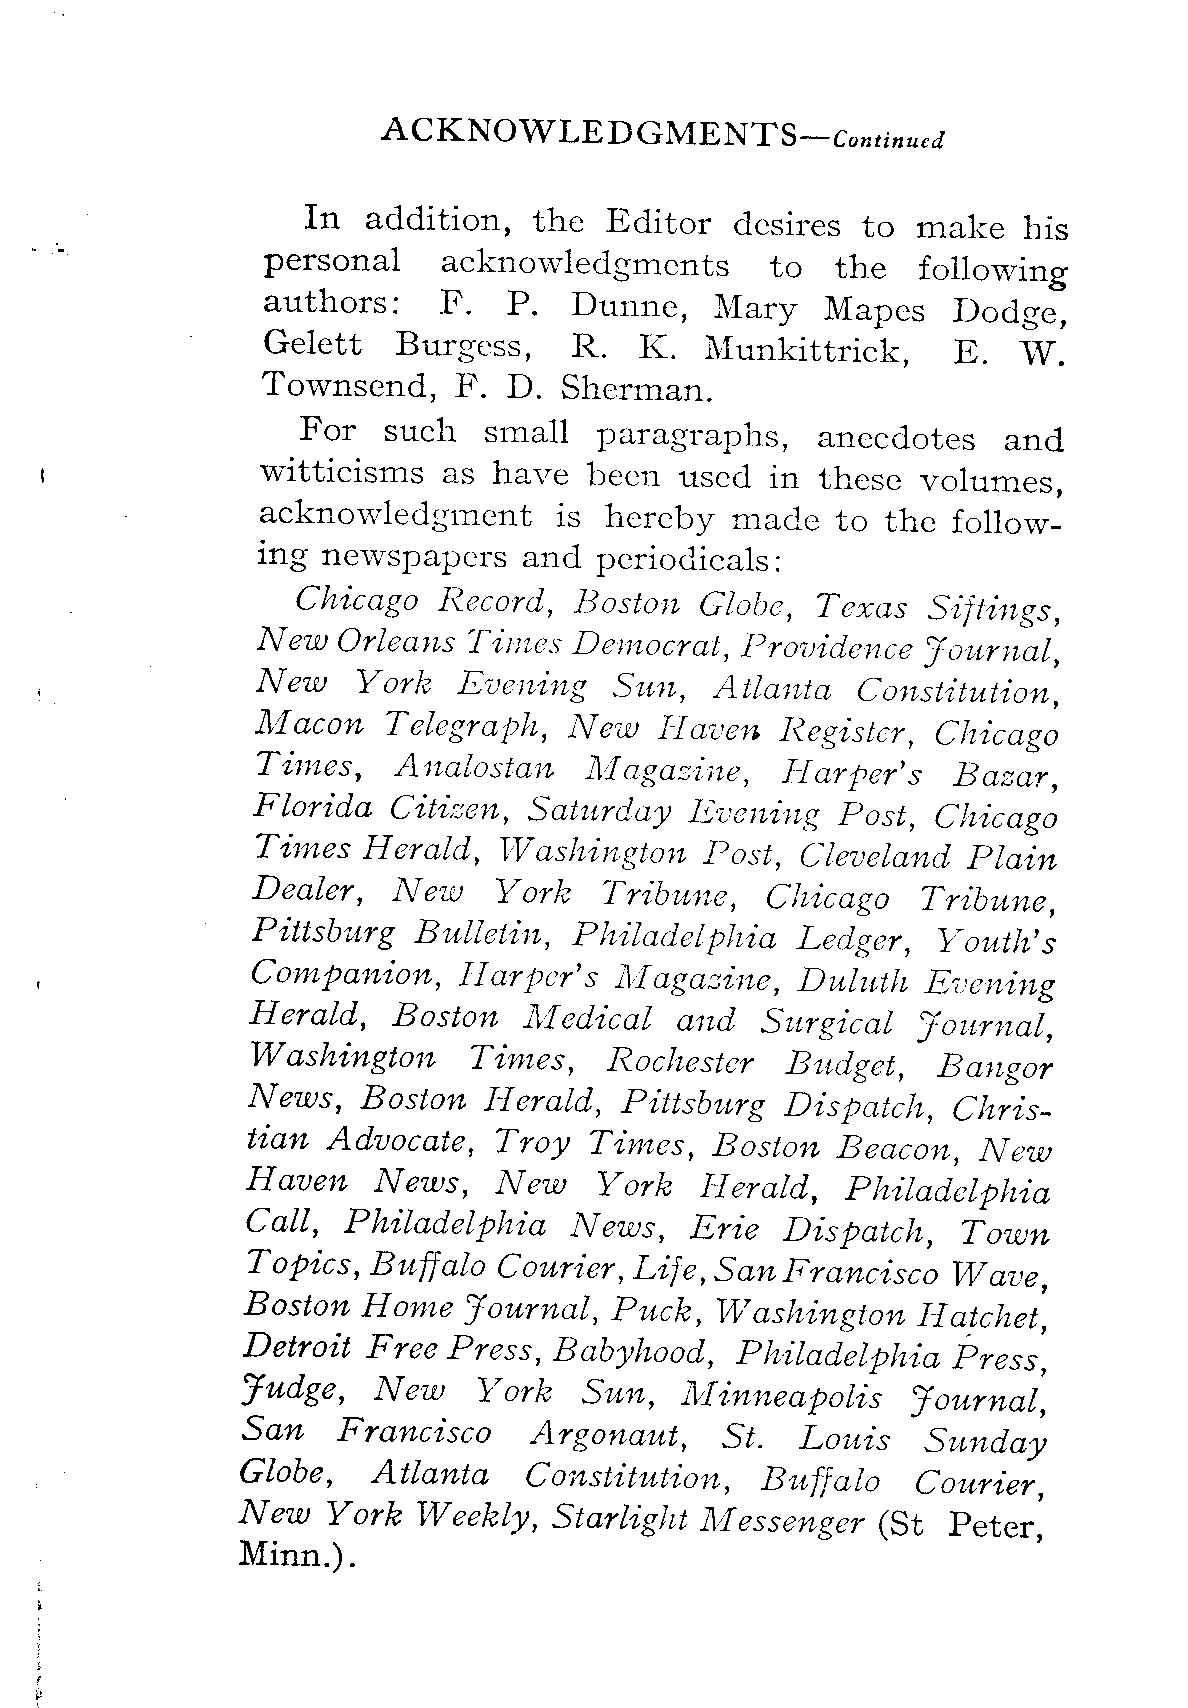 ACKNOWLEDGMENTS—Continued
In addition, the Editor desires to make his
personal acknowledgments to the following
authors: F. P. Dunne, Mary Mapes Dodge,
Gelett Burgess, R. K. Munkittrick, E. W.
Townsend, F. D. Sherman.
For such small paragraphs, anecdotes and
witticisms as have been used in these volumes,
acknowledgment is hereby made to the follow-
ing newspapers and periodicals:
Chicago Record, Boston Globe, Texas Siftings,
New Orleans Times Democrat, Providence Journal,
New York Evening Sun, Atlanta Constitution,
Macon Telegraph, New Haven Register, Chicago
Times, Analostan Magazine, Harper's Bazar,
Florida Citizen, Saturday Evening Post, Chicago
Times Herald, Washington Post, Cleveland Plain
Dealer, New York Tribune, Chicago Tribune,
Pittsburg Bulletin, Philadelphia Ledger, Youth's
Companion, Harper's Magazine, Duluth Evening
Herald, Boston Medical and Surgical Journal,
Washington Times, Rochester Budget, Bangor
News, Boston Herald, Pittsburg Dispatch, Chris-
tian Advocate, Troy Times, Boston Beacon, New
Haven News, New York Herald, Philadelphia
Call, Philadelphia News, Erie Dispatch, Town
Topics, Buffalo Courier, Life, San Francisco Wave,
Boston Home Journal, Puck, Washington Hatchet,
Detroit Free Press, Babyhood, Philadelphia Press,
Judge, New York Sun, Minneapolis Journal,
San Francisco Argonaut, St. Louis Sunday
Globe, Atlanta Constitution, Buffalo Courier,
New York Weekly, Starlight Messenger (St Peter,
Minn.).